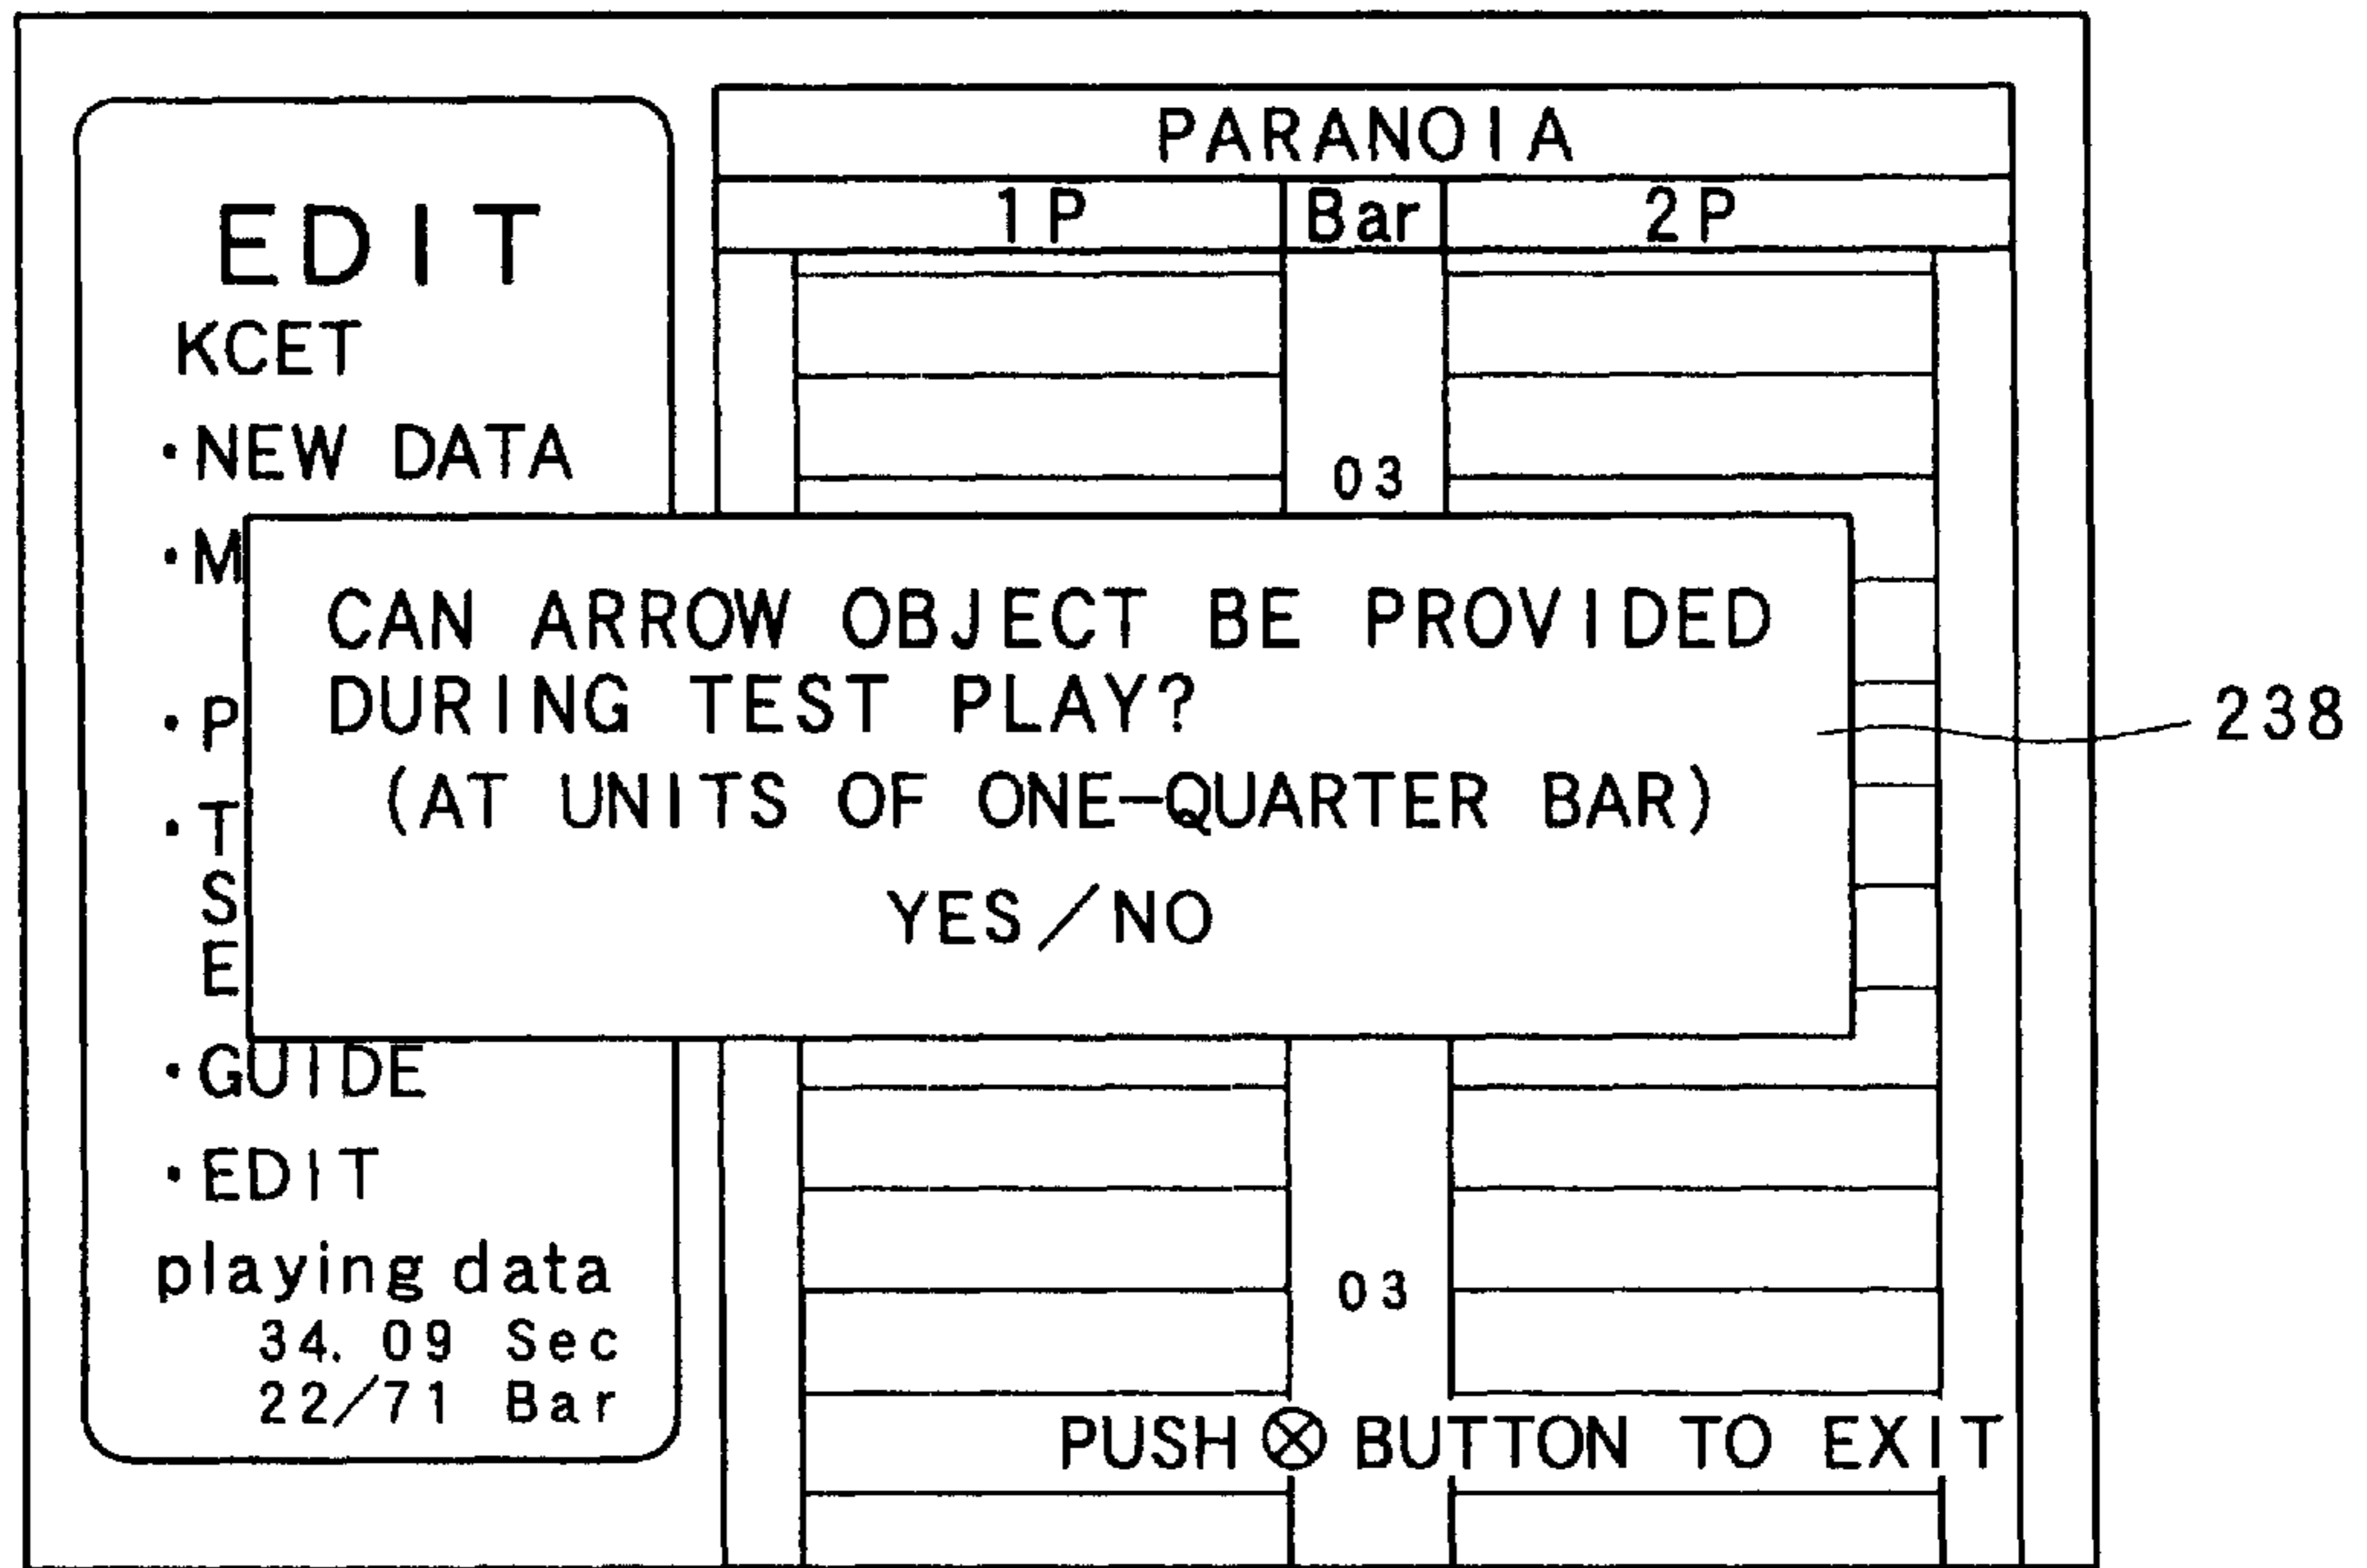 EDIT
KCET
·NEW DATA
·M
·P
·T
S
E
·GUIDE
·EDIT
playing data
34. 09 Sec
22/71 Bar
PARANOIA
1P Bar 2P
03
CAN ARROW OBJECT BE PROVIDED
DURING TEST PLAY?
(AT UNITS OF ONE-QUARTER BAR)
YES/NO
238
03
PUSH ⊗ BUTTON TO EXIT